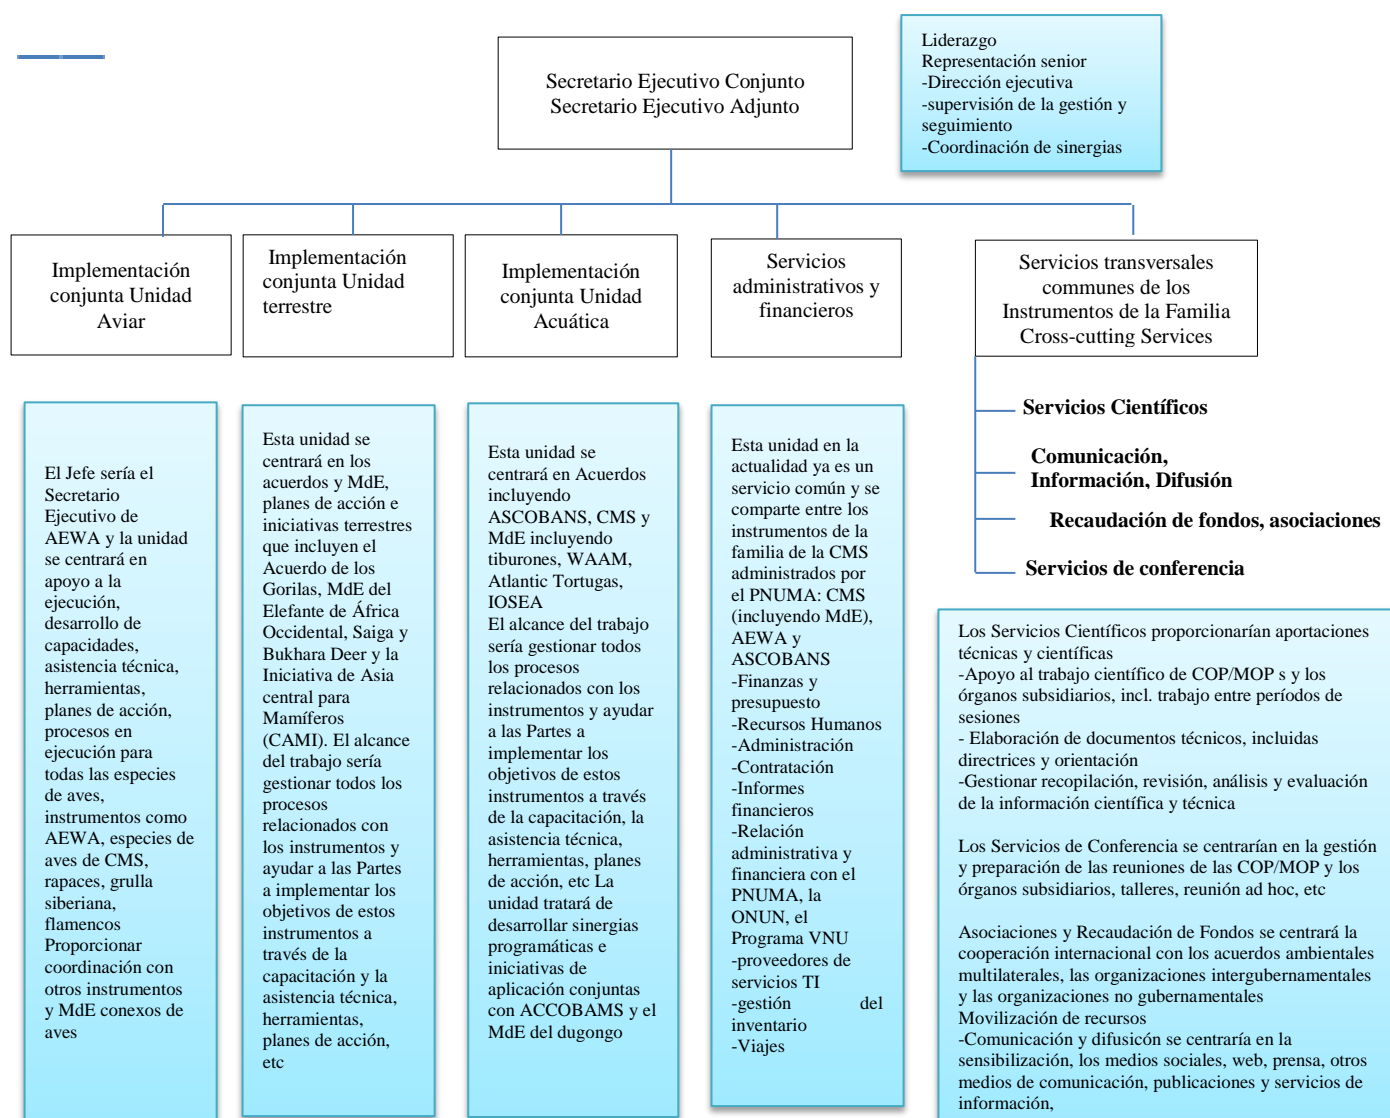 Secretario Ejecutivo Conjunto
Secretario Ejecutivo Adjunto
Liderazgo
Representación senior
-Dirección ejecutiva
-supervisión de la gestión y
seguimiento
-Coordinación de sinergias
Implementación
conjunta Unidad
Aviar
Implementación
conjunta Unidad
terrestre
Implementación
conjunta Unidad
Acuática
Servicios
administrativos y
financieros
Servicios transversales
communes de los
Instrumentos de la Familia
Cross-cutting Services
El Jefe sería el
Secretario
Ejecutivo de
AEWA y la unidad
se centrará en
apoyo a la
ejecución,
desarrollo de
capacidades,
asistencia técnica,
herramientas,
planes de acción,
procesos en
ejecución para
todas las especies
de aves,
instrumentos como
AEWA, especies de
aves de CMS,
rapaces, grulla
siberiana,
flamencos
Proporcionar
coordinación con
otros instrumentos
y MdE conexos de
aves
Esta unidad se
centrará en los
acuerdos y MdE,
planes de acción e
iniciativas terrestres
que incluyen el
Acuerdo de los
Gorilas, MdE del
Elefante de África
Occidental, Saiga y
Bukhara Deer y la
Iniciativa de Asia
central para
Mamíferos
(CAMI). El alcance
del trabajo sería
gestionar todos los
procesos
relacionados con
los instrumentos y
ayudar a las Partes
a implementar los
objetivos de estos
instrumentos a
través de la
capacitación y la
asistencia técnica,
herramientas,
planes de acción,
etc
Esta unidad se
centrará en Acuerdos
incluyendo
ASCOBANS, CMS y
MdE incluyendo
tiburones, WAAM,
Atlantic Tortugas,
IOSEA
El alcance del trabajo
sería gestionar todos
los procesos
relacionados con los
instrumentos y ayudar
a las Partes a
implementar los
objetivos de estos
instrumentos a través
de la capacitación, la
asistencia técnica,
herramientas, planes
de acción, etc La
unidad tratará de
desarrollar sinergias
programáticas e
iniciativas de
aplicación conjuntas
con ACCOBAMS y el
MdE del dugongo
Esta unidad en la
actualidad ya es un
servicio común y se
comparte entre los
instrumentos de la
familia de la CMS
administrados por
el PNUMA: CMS
(incluyendo MdE),
AEWA y
ASCOBANS
-Finanzas y
presupuesto
-Recursos Humanos
-Administración
-Contratación
-Informes
financieros
-Relación
administrativa y
financiera con el
PNUMA, la
ONUN, el
Programa VNU
-proveedores de
servicios TI
-gestión del
inventario
-Viajes
Servicios Científicos
Comunicación,
Información, Difusión
Recaudación de fondos, asociaciones
Servicios de conferencia
Los Servicios Científicos proporcionarían aportaciones
técnicas y científicas
-Apoyo al trabajo científico de COP/MOP s y los
órganos subsidiarios, incl. trabajo entre períodos de
sesiones
- Elaboración de documentos técnicos, incluidas
directrices y orientación
-Gestionar recopilación, revisión, análisis y evaluación
de la información científica y técnica
Los Servicios de Conferencia se centrarían en la gestión
y preparación de las reuniones de las COP/MOP y los
órganos subsidiarios, talleres, reunión ad hoc, etc
Asociaciones y Recaudación de Fondos se centrará la
cooperación internacional con los acuerdos ambientales
multilaterales, las organizaciones intergubernamentales
y las organizaciones no gubernamentales
Movilización de recursos
-Comunicación y difusicón se centraría en la
sensibilización, los medios sociales, web, prensa, otros
medios de comunicación, publicaciones y servicios de
información,